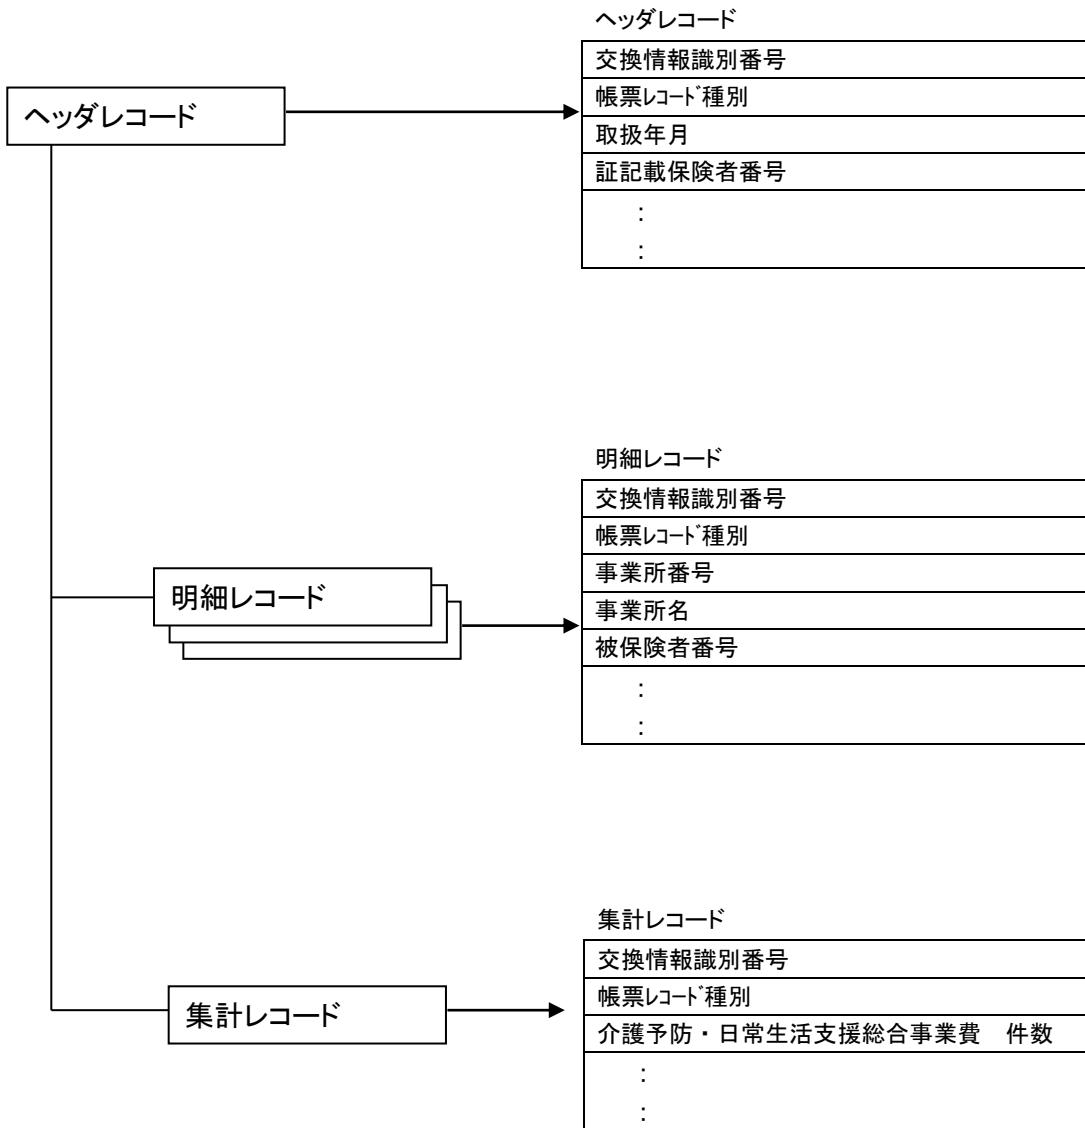 ヘッダレコード
交換情報識別番号
帳票ﾚｺｰﾄﾞ種別
取扱年月
証記載保険者番号
:
:
ヘッダレコード
明細レコード
交換情報識別番号
帳票ﾚｺｰﾄﾞ種別
事業所番号
事業所名
被保険者番号
:
:
明細レコード
集計レコード
交換情報識別番号
帳票ﾚｺｰﾄﾞ種別
介護予防・日常生活支援総合事業費　件数
:
:
集計レコード